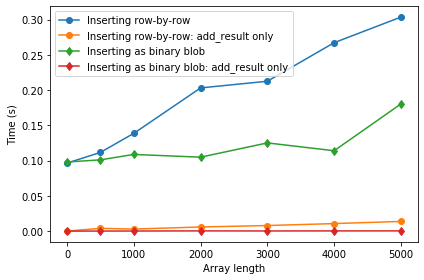 Inserting row-by-row
Inserting row-by-row: add_result only
Inserting as binary blob
Inserting as binary blob: add_result only
0.30
0.25
0.20
0.15
0.10
0.05
0.00
Time (s)
0 1000 2000 3000 4000 5000
Array length